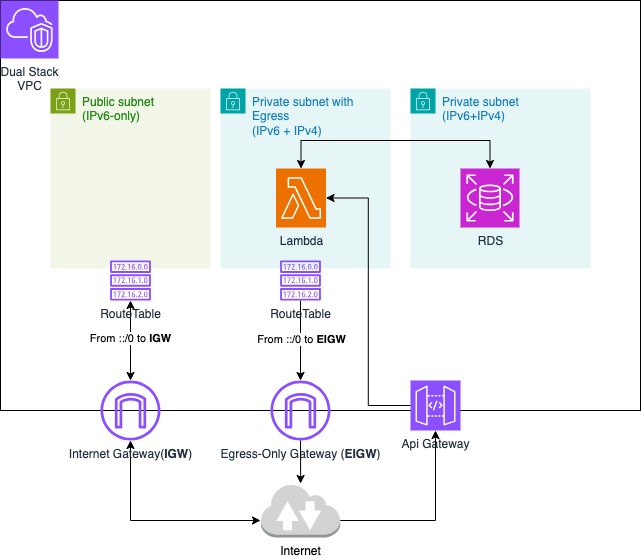 Dual Stack
VPC
Public subnet
(IPv6-only)
Private subnet with
Egress
(IPv6 + IPv4)
Private subnet
(IPv6+IPv4)
Lambda
RDS
172.16.0.0
172.16.1.0
172.16.2.0
RouteTable
172.16.0.0
172.16.1.0
172.16.2.0
RouteTable
From ::/0 to IGW
From ::/0 to EIGW
</>
Internet Gateway(IGW)
Egress-Only Gateway (EIGW)
Api Gateway
Internet